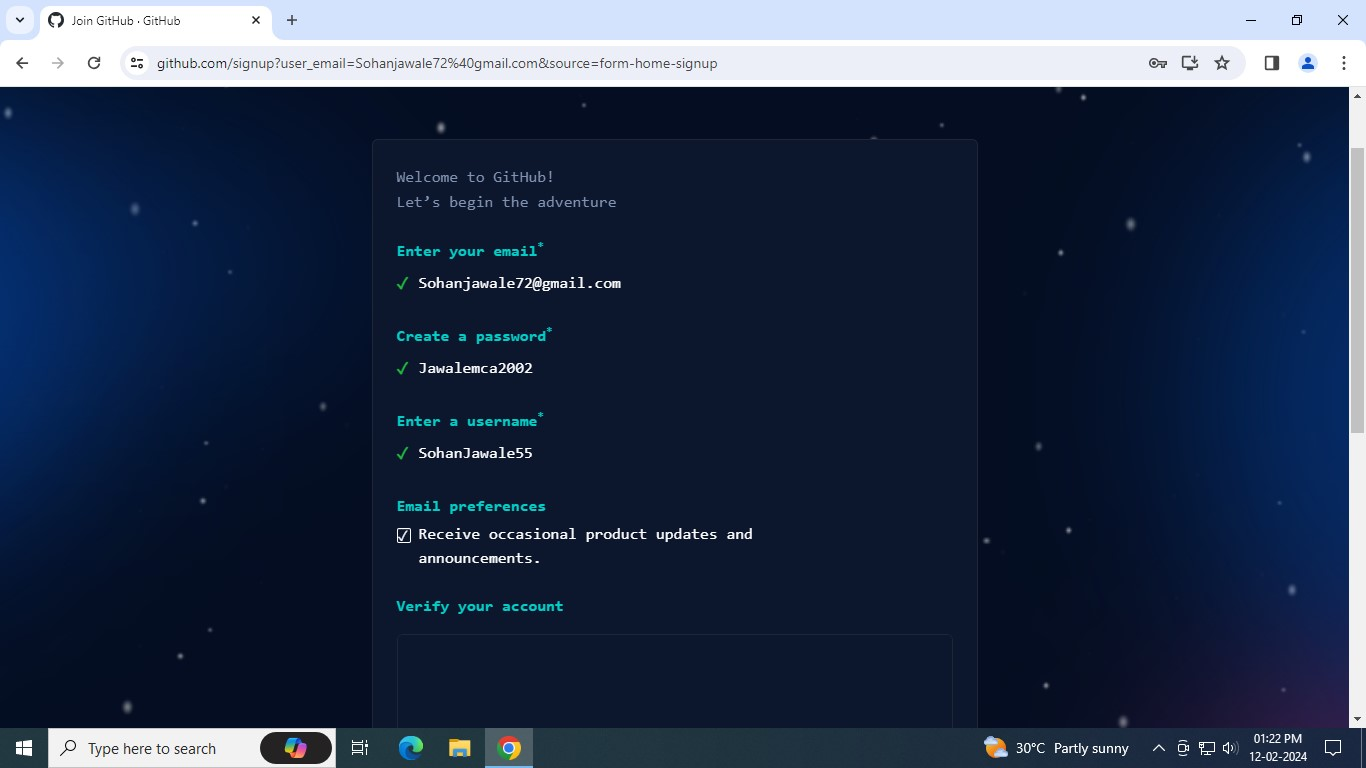 Join GitHub · GitHub
github.com/signup?user_email=Sohanjawale72%40gmail.com&source=form-home-signup
Welcome to GitHub!
Let’s begin the adventure
Enter your email*
✓ Sohanjawale72@gmail.com
Create a password*
✓ Jawalemca2002
Enter a username*
✓ SohanJawale55
Email preferences
Receive occasional product updates and
announcements.
Verify your account
Type here to search
30°C Partly sunny
01:22 PM
12-02-2024